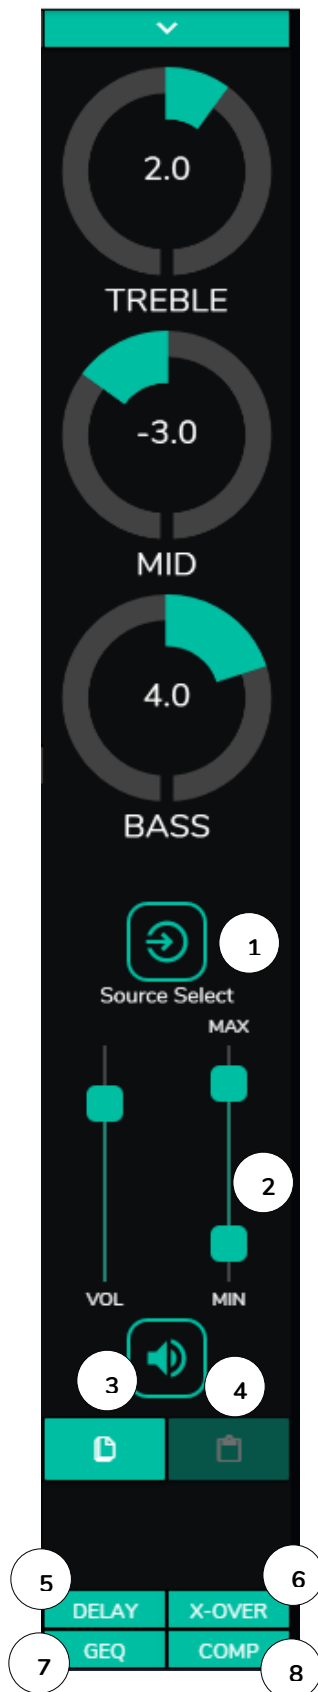 2.0
TREBLE
-3.0
MID
4.0
BASS
1
Source Select
MAX
2
VOL MIN
3 4
5 6
DELAY X-OVER
GEQ COMP
7 8